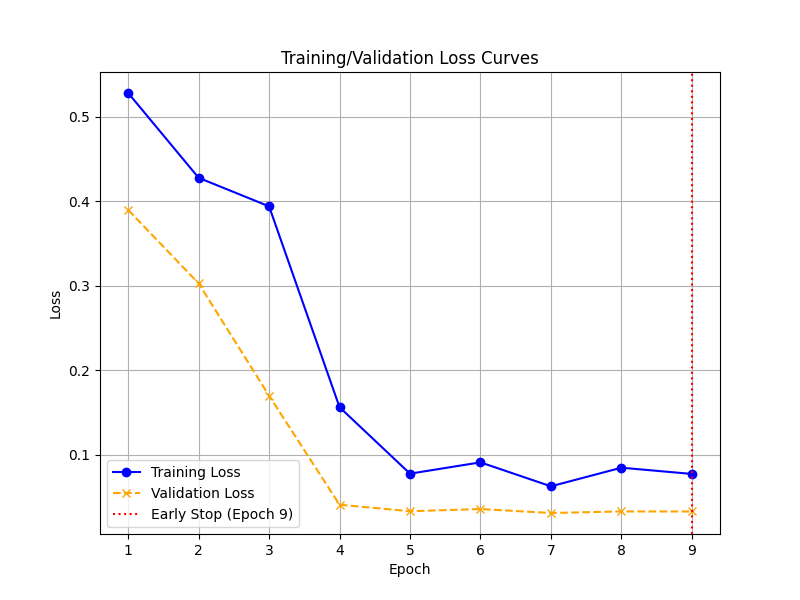 Training/Validation Loss Curves
Loss
0.5
0.4
0.3
0.2
0.1
Training Loss
Validation Loss
Early Stop (Epoch 9)
1 2 3 4 5 6 7 8 9
Epoch